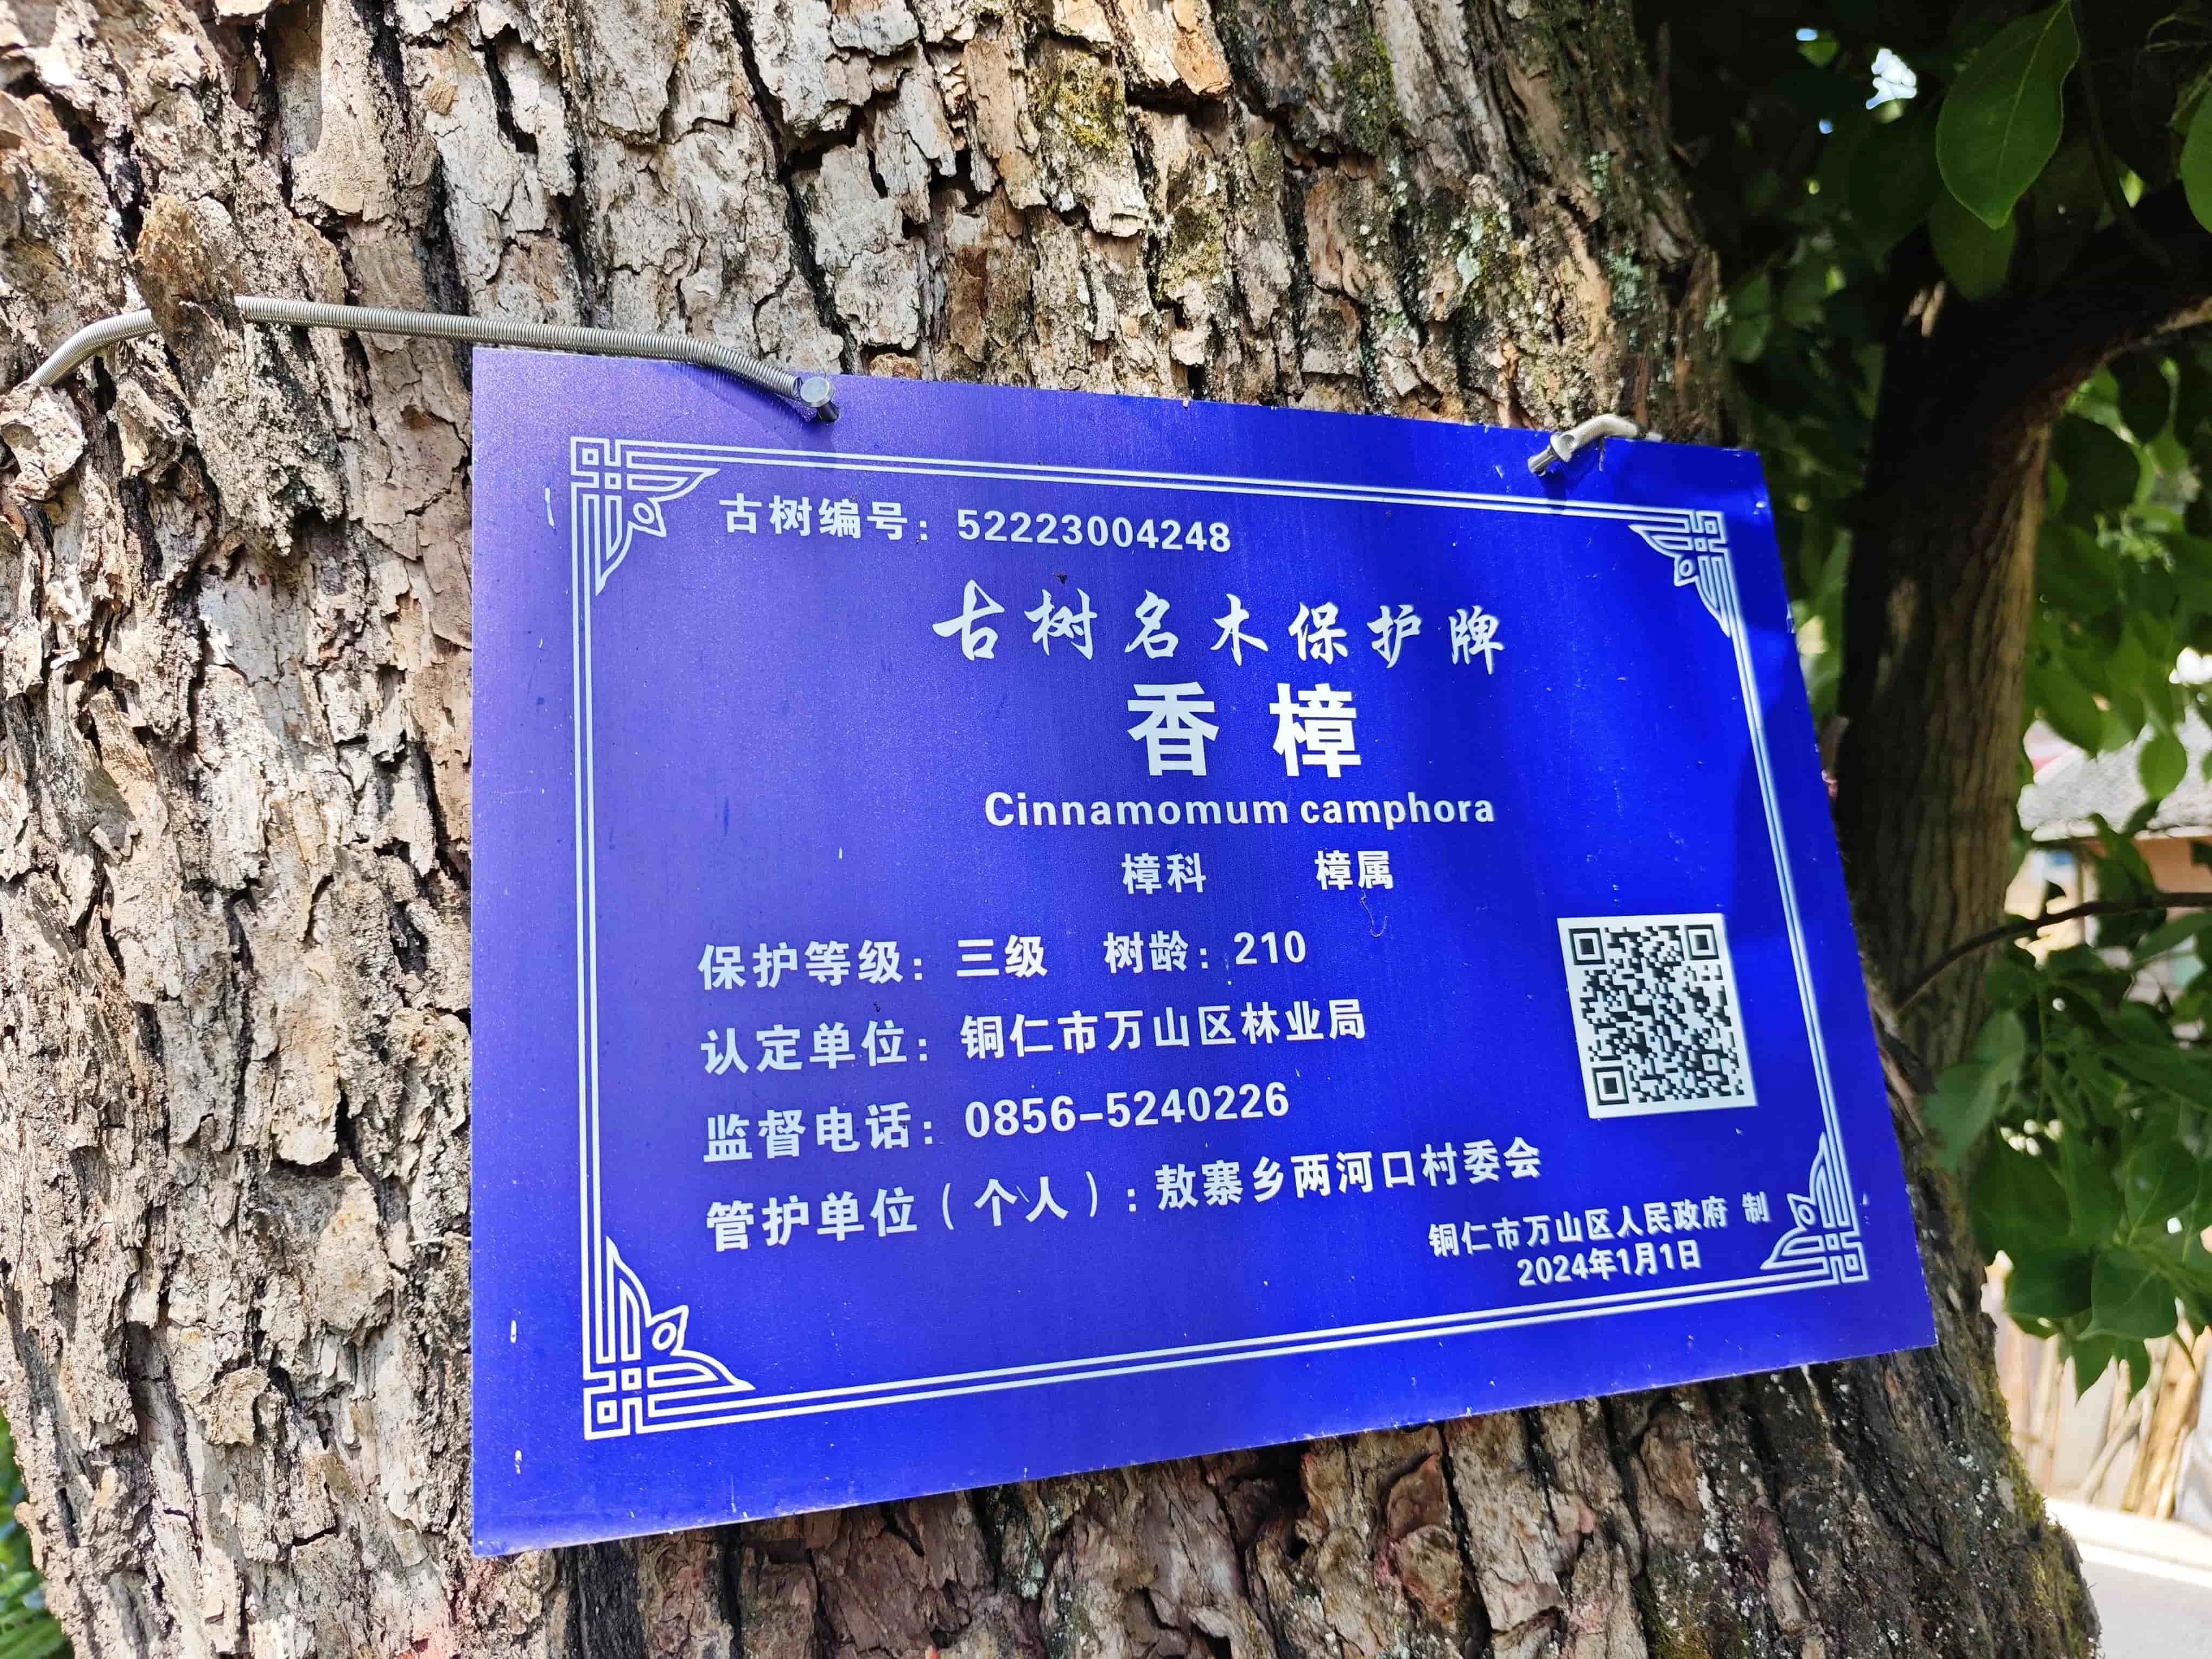 古树编号：52223004248
古树名木保护牌
香樟
Cinnamomum camphora
樟科 樟属
保护等级：三级 树龄：210
认定单位：铜仁市万山区林业局
监督电话：0856-5240226
管护单位（个人）：敖寨乡两河口村委会
铜仁市万山区人民政府 制
2024年1月1日